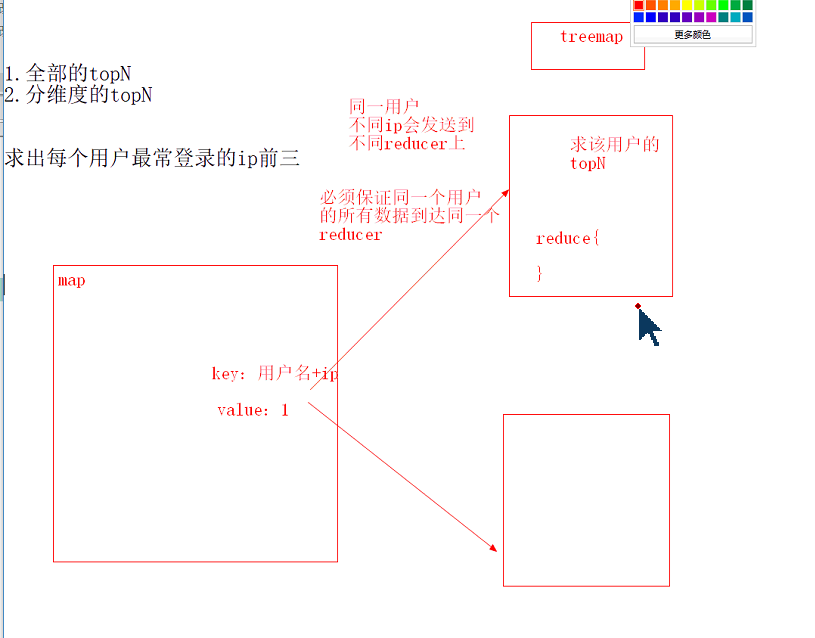 更多颜色
treemap
1.全部的topN
2.分维度的topN
同一用户
不同ip会发送到
不同reducer上
求该用户的
topN
求出每个用户最常登录的ip前三
必须保证同一个用户
的所有数据到达同一个
reducer
reduce{
}
map
key：用户名+ip
value：1